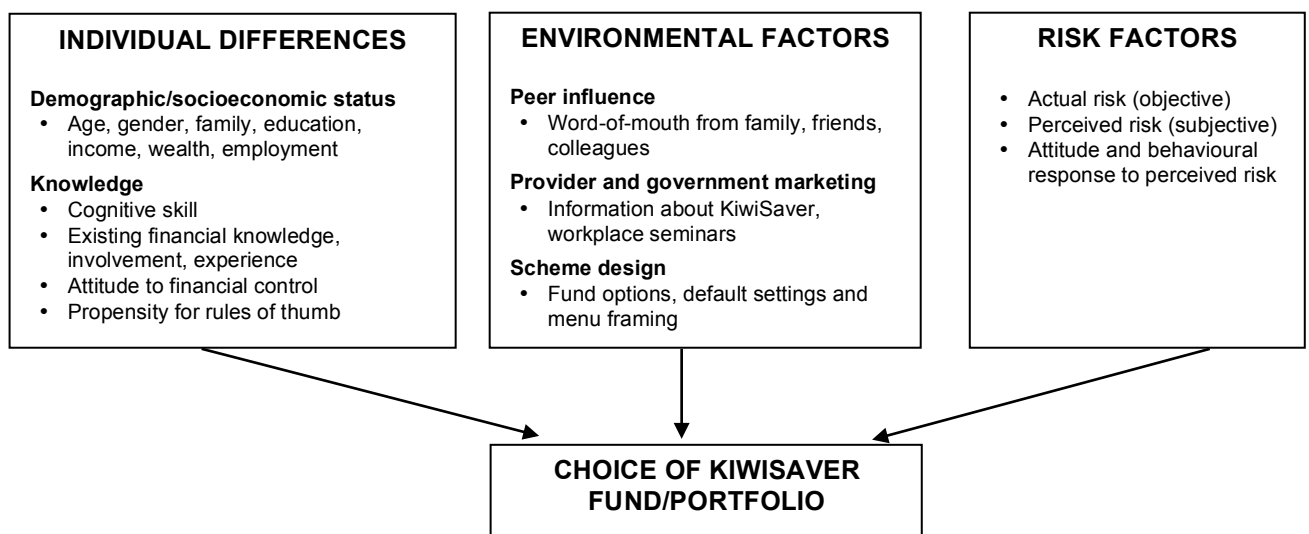 INDIVIDUAL DIFFERENCES
Demographic/socioeconomic status
• Age, gender, family, education,
income, wealth, employment
Knowledge
• Cognitive skill
• Existing financial knowledge,
involvement, experience
• Attitude to financial control
• Propensity for rules of thumb
ENVIRONMENTAL FACTORS
Peer influence
• Word-of-mouth from family, friends,
colleagues
Provider and government marketing
• Information about KiwiSaver,
workplace seminars
Scheme design
• Fund options, default settings and
menu framing
RISK FACTORS
• Actual risk (objective)
• Perceived risk (subjective)
• Attitude and behavioural
response to perceived risk
CHOICE OF KIWISAVER
FUND/PORTFOLIO